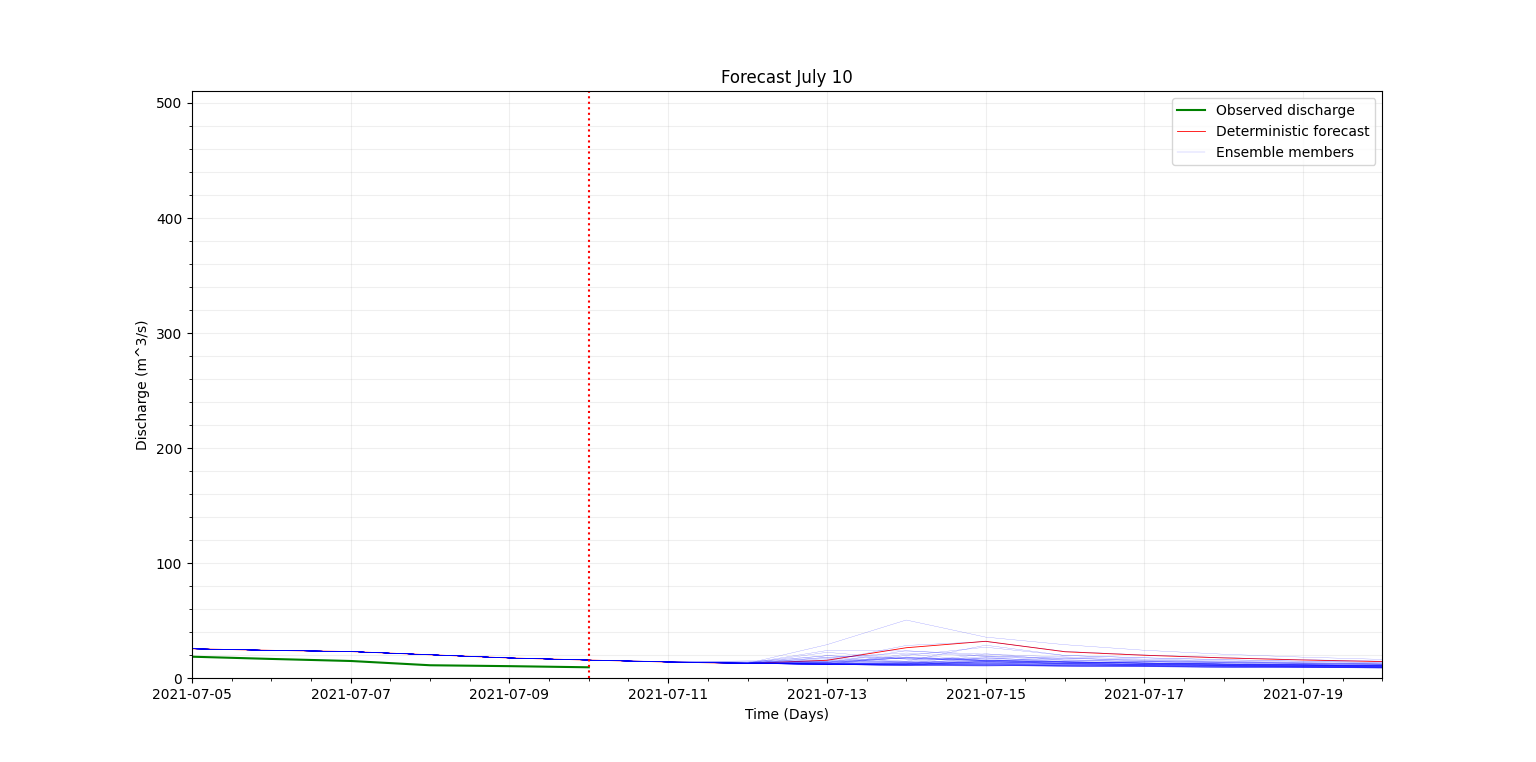 Forecast July 10
Observed discharge
Deterministic forecast
Ensemble members
500
400
300
200
100
0
Discharge (m^3/s)
2021-07-05 2021-07-07 2021-07-09 2021-07-11 2021-07-13 2021-07-15 2021-07-17 2021-07-19
Time (Days)